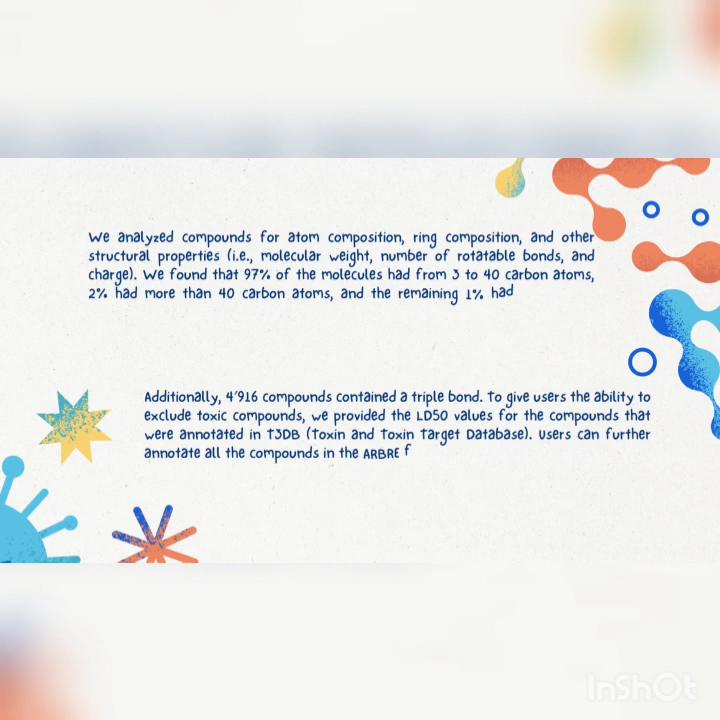 We analyzed compounds for atom composition, ring composition, and other
structural properties (i.e., molecular weight, number of rotatable bonds, and
charge). We found that 97% of the molecules had from 3 to 40 carbon atoms,
2% had more than 40 carbon atoms, and the remaining 1% had
Additionally, 4'916 compounds contained a triple bond. To give users the ability to
exclude toxic compounds, we provided the LD50 values for the compounds that
were annotated in T3DB (Toxin and Toxin Target Database). Users can further
annotate all the compounds in the ARBRE f
InShOt